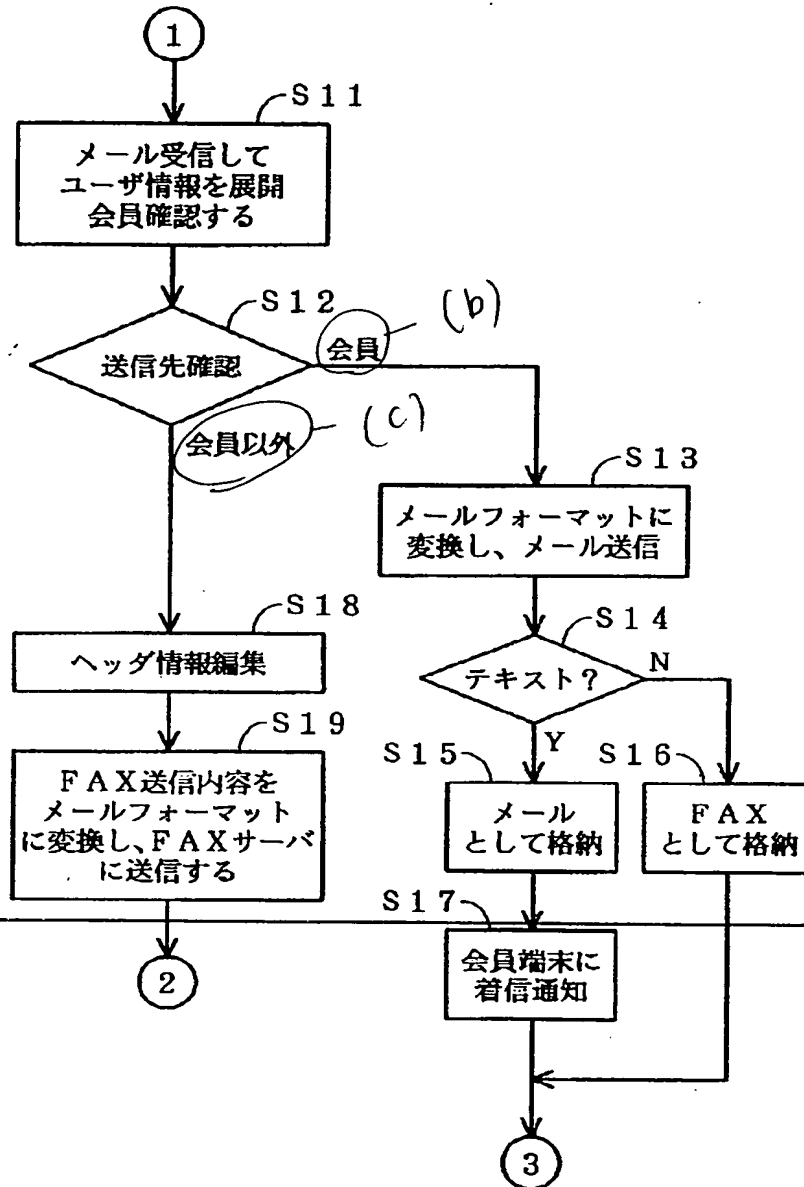 1
S11
メール受信して
ユーザ情報を展開
会員確認する
S12
送信先確認
会員
(b)
会員以外
(c)
S13
メールフォーマットに
変換し、メール送信
S14
テキスト?
N
Y
S18
ヘッダ情報編集
S19
FAX送信内容を
メールフォーマット
に変換し、FAXサーバ
に送信する
2
S15
メール
として格納
S16
FAX
として格納
S17
会員端末に
着信通知
3